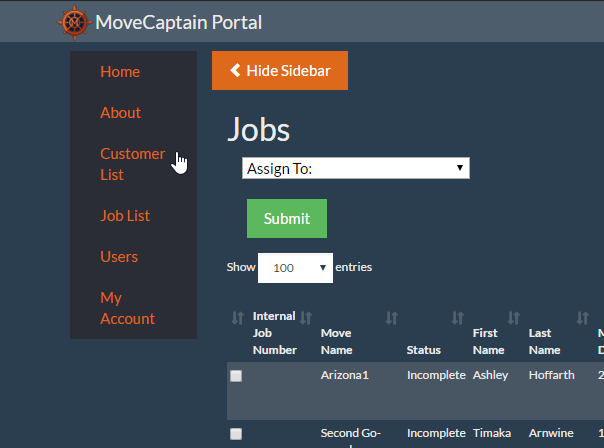 MoveCaptain Portal
Home
About
Customer
List
Job List
Users
My
Account
Hide Sidebar
Jobs
Assign To:
Submit
Show 100 entries
Internal
Job
Number
Move
Name
Status
First
Name
Last
Name
Arizona1 Incomplete Ashley Hoffarth 2
Second Go- Incomplete Timaka Arnwine 1